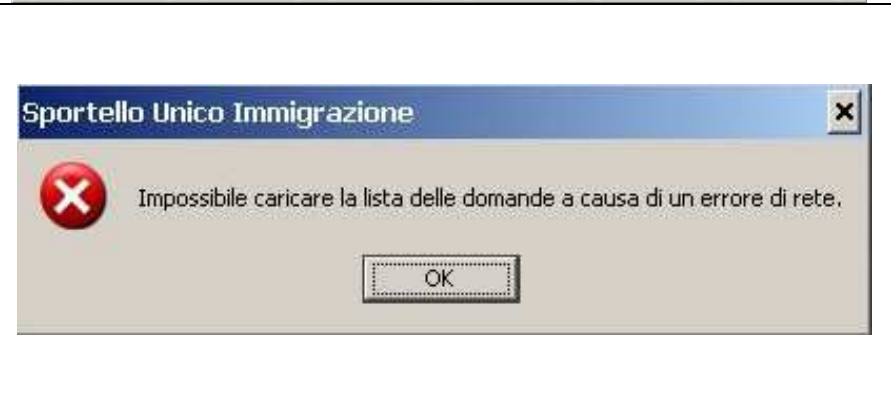 Sportello Unico Immigrazione
Impossibile caricare la lista delle domande a causa di un errore di rete.
OK